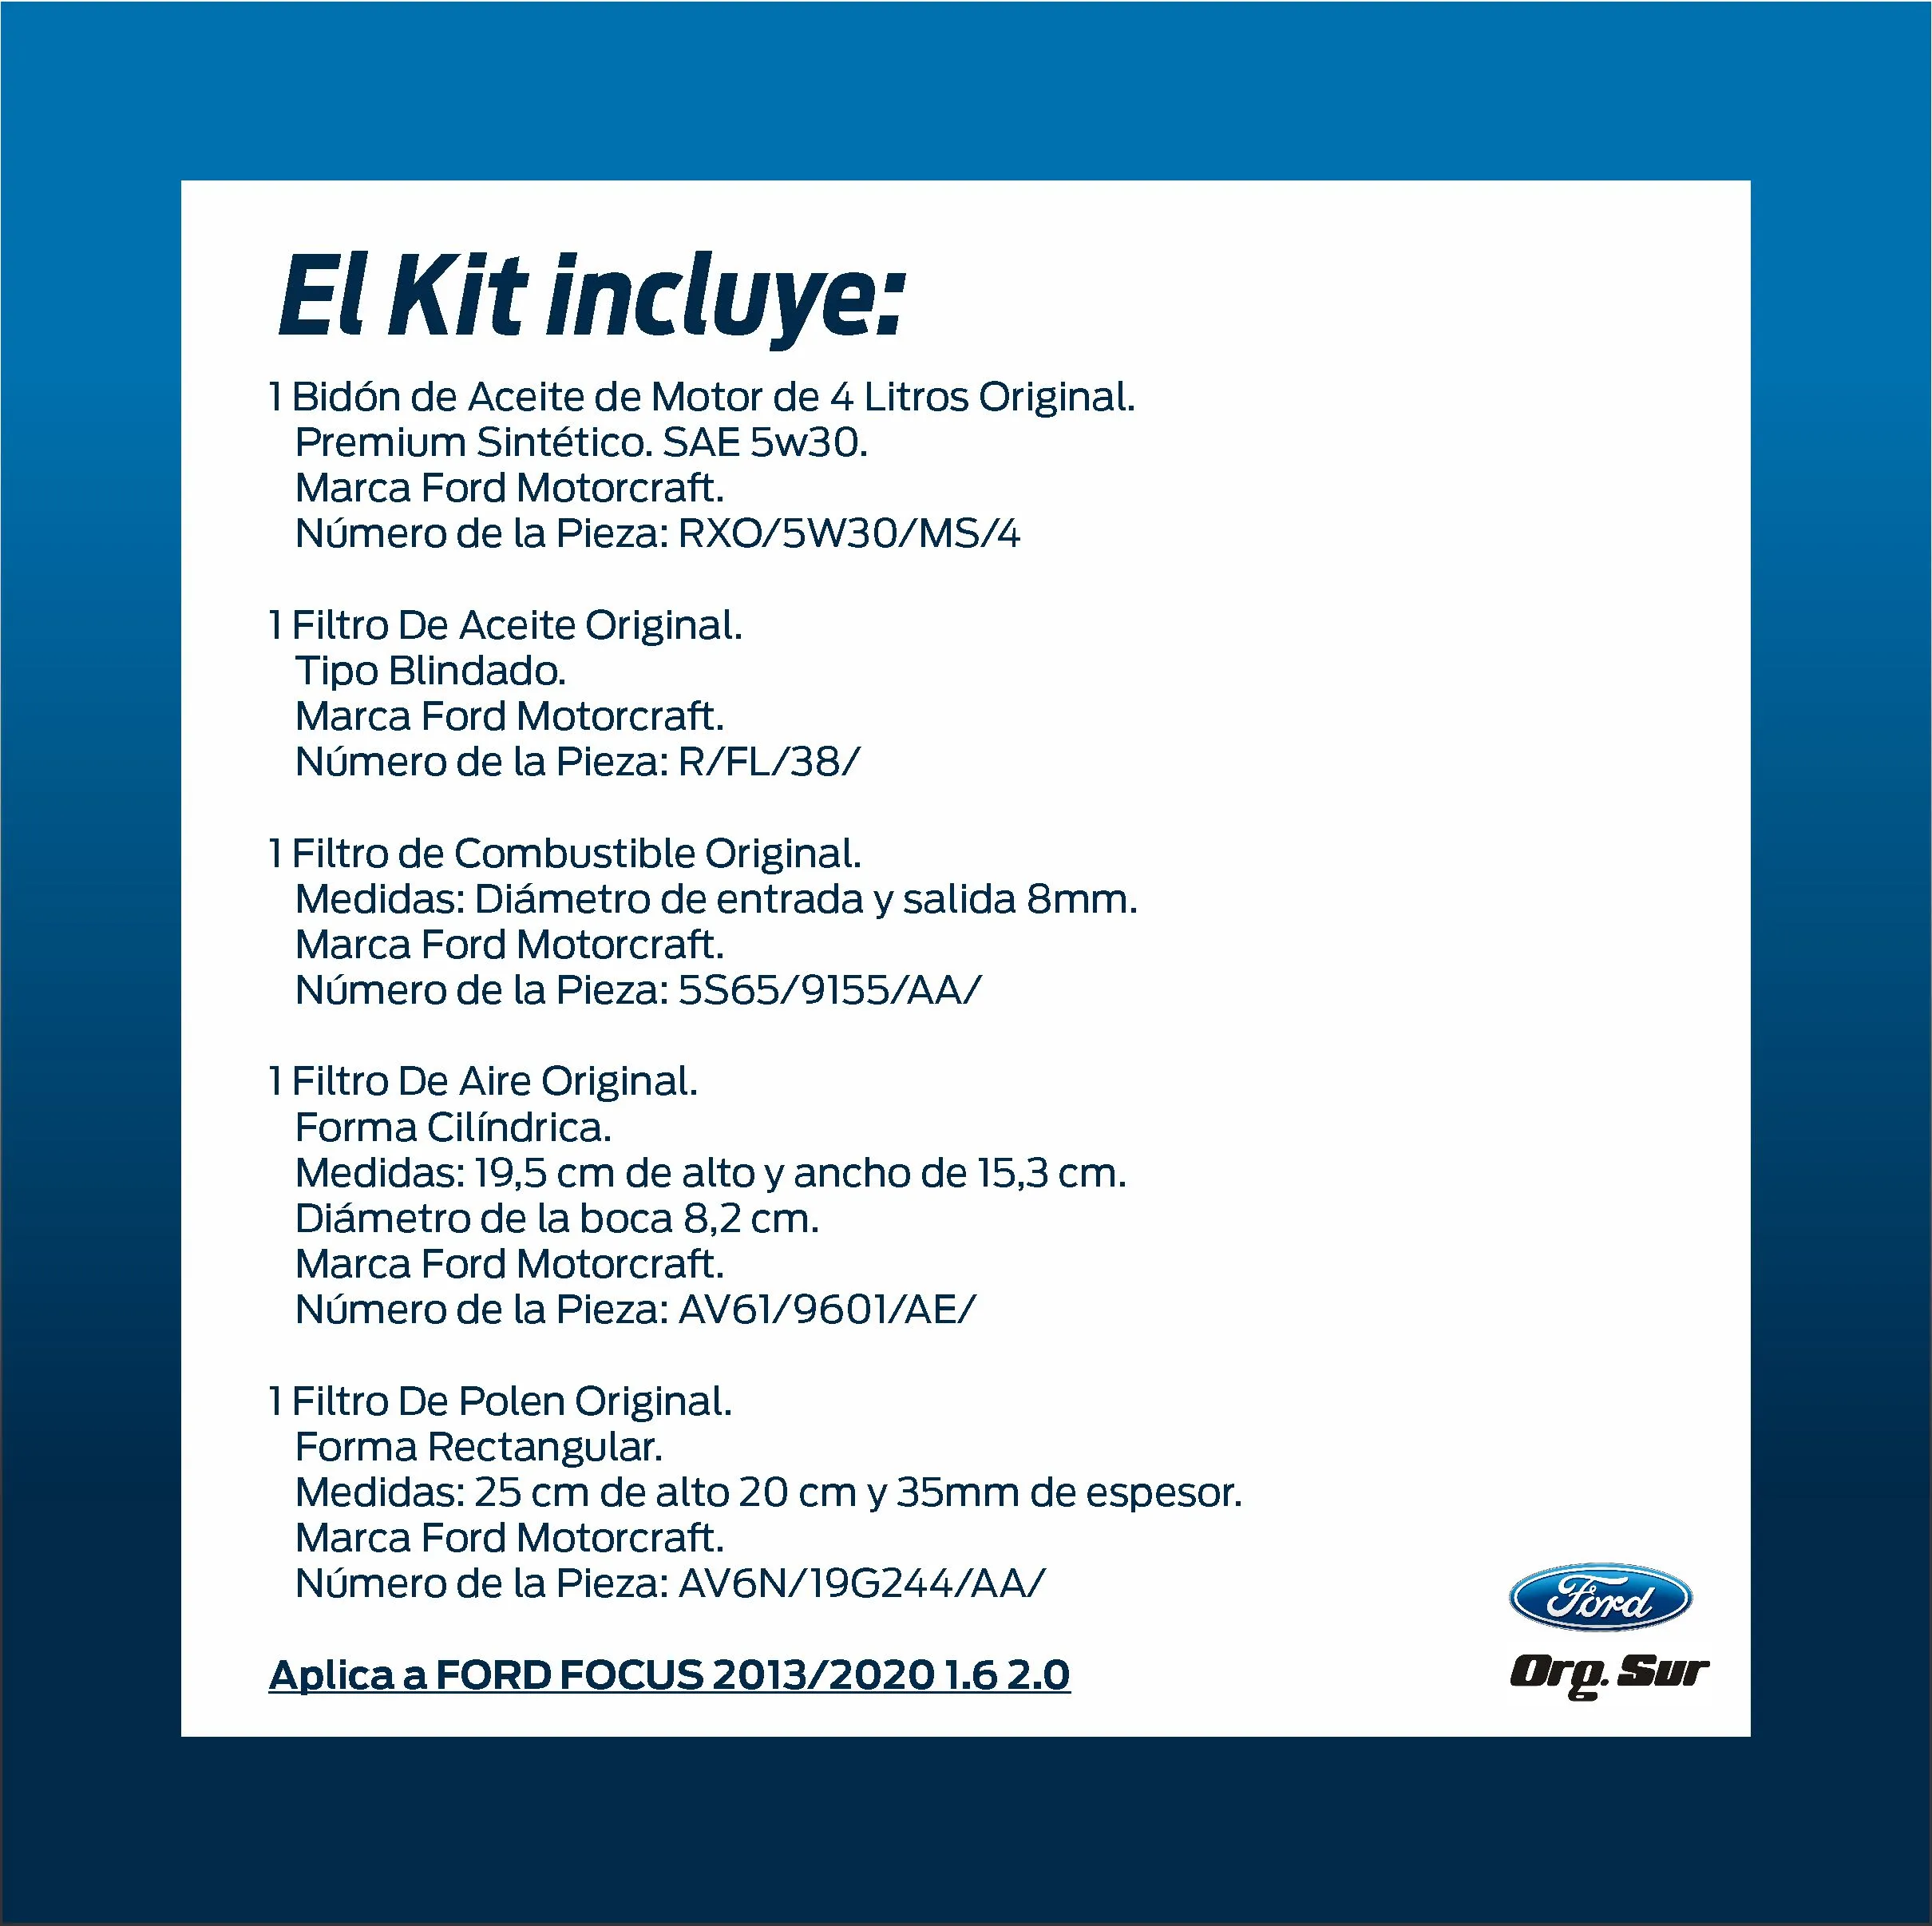 El Kit incluye:
1 Bidón de Aceite de Motor de 4 Litros Original.
Premium Sintético. SAE 5w30.
Marca Ford Motorcraft.
Número de la Pieza: RXO/5W30/MS/4
1 Filtro De Aceite Original.
Tipo Blindado.
Marca Ford Motorcraft.
Número de la Pieza: R/FL/38/
1 Filtro de Combustible Original.
Medidas: Diámetro de entrada y salida 8mm.
Marca Ford Motorcraft.
Número de la Pieza: 5S65/9155/AA/
1 Filtro De Aire Original.
Forma Cilíndrica.
Medidas: 19,5 cm de alto y ancho de 15,3 cm.
Diámetro de la boca 8,2 cm.
Marca Ford Motorcraft.
Número de la Pieza: AV61/9601/AE/
1 Filtro De Polen Original.
Forma Rectangular.
Medidas: 25 cm de alto 20 cm y 35mm de espesor.
Marca Ford Motorcraft.
Número de la Pieza: AV6N/19G244/AA/
Aplica a FORD FOCUS 2013/2020 1.6 2.0
Ford
Org. Sur